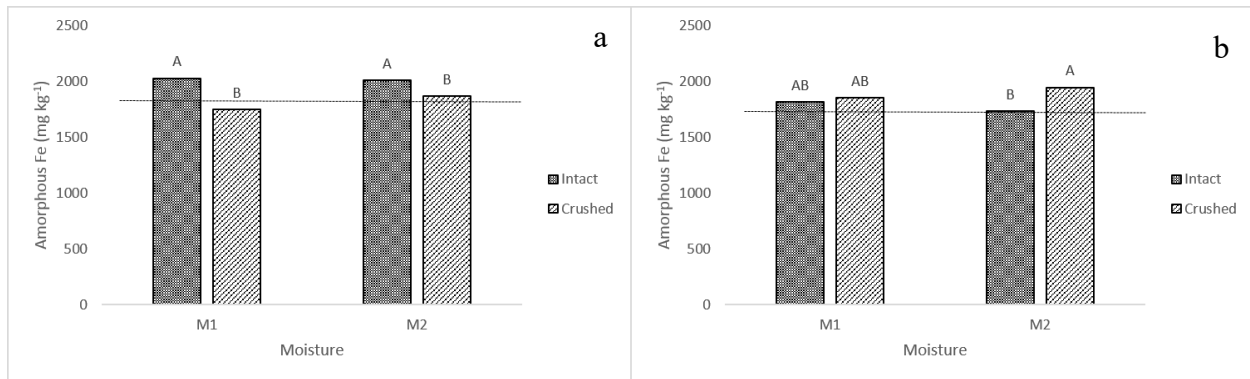 a
2500
2000
1500
1000
500
0
Amorphous Fe (mg kg⁻¹)
A
B
A
B
M1
M2
Moisture
Intact
Crushed
b
2500
2000
1500
1000
500
0
Amorphous Fe (mg kg⁻¹)
AB
AB
B
A
M1
M2
Moisture
Intact
Crushed